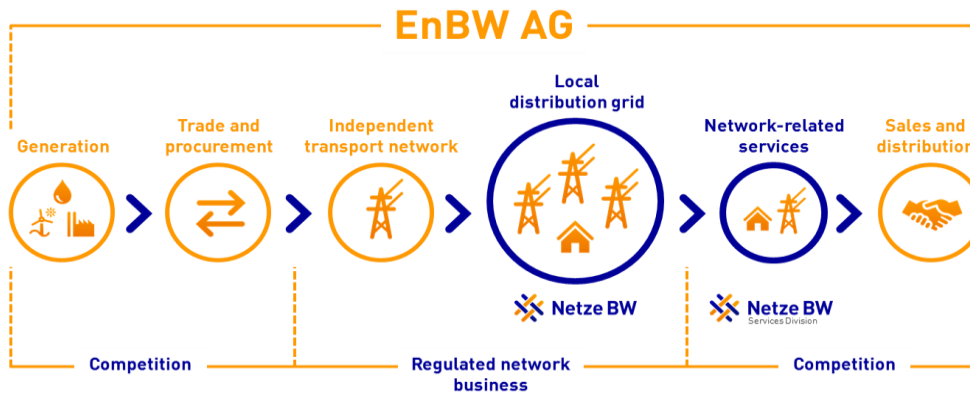 EnBW AG
Generation
Trade and
procurement
Independent
transport network
Local
distribution grid
Network-related
services
Sales and
distribution
Netze BW
Netze BW
Services Division
Competition
Regulated network
business
Competition